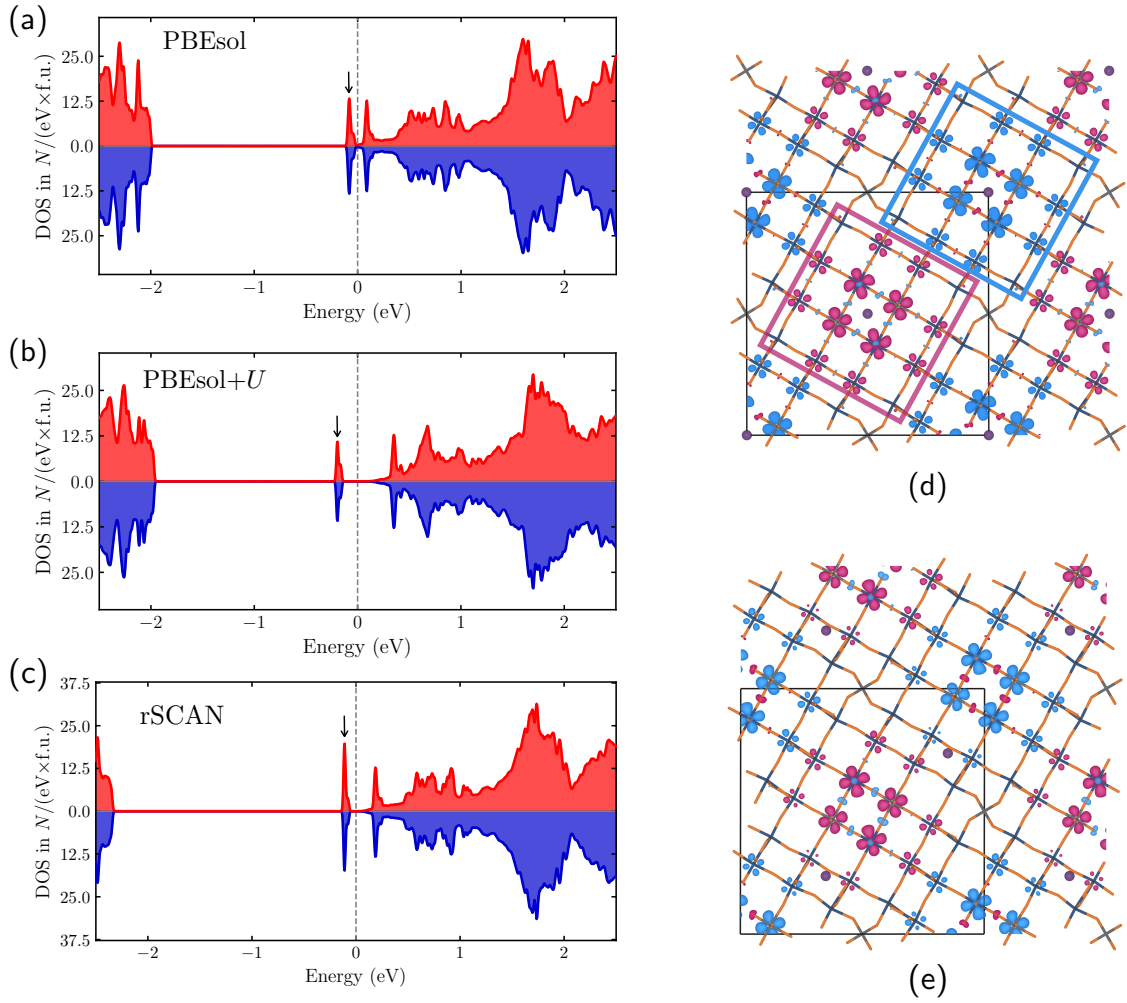 (a)
PBEsol
DOS in N/(eV×f.u.)
25.0
12.5
0.0
12.5
25.0
−2
−1
0
1
2
Energy (eV)
(b)
PBEsol+U
DOS in N/(eV×f.u.)
25.0
12.5
0.0
12.5
25.0
−2
−1
0
1
2
Energy (eV)
(c)
rSCAN
DOS in N/(eV×f.u.)
37.5
25.0
12.5
0.0
12.5
25.0
37.5
−2
−1
0
1
2
Energy (eV)
(d)
(e)